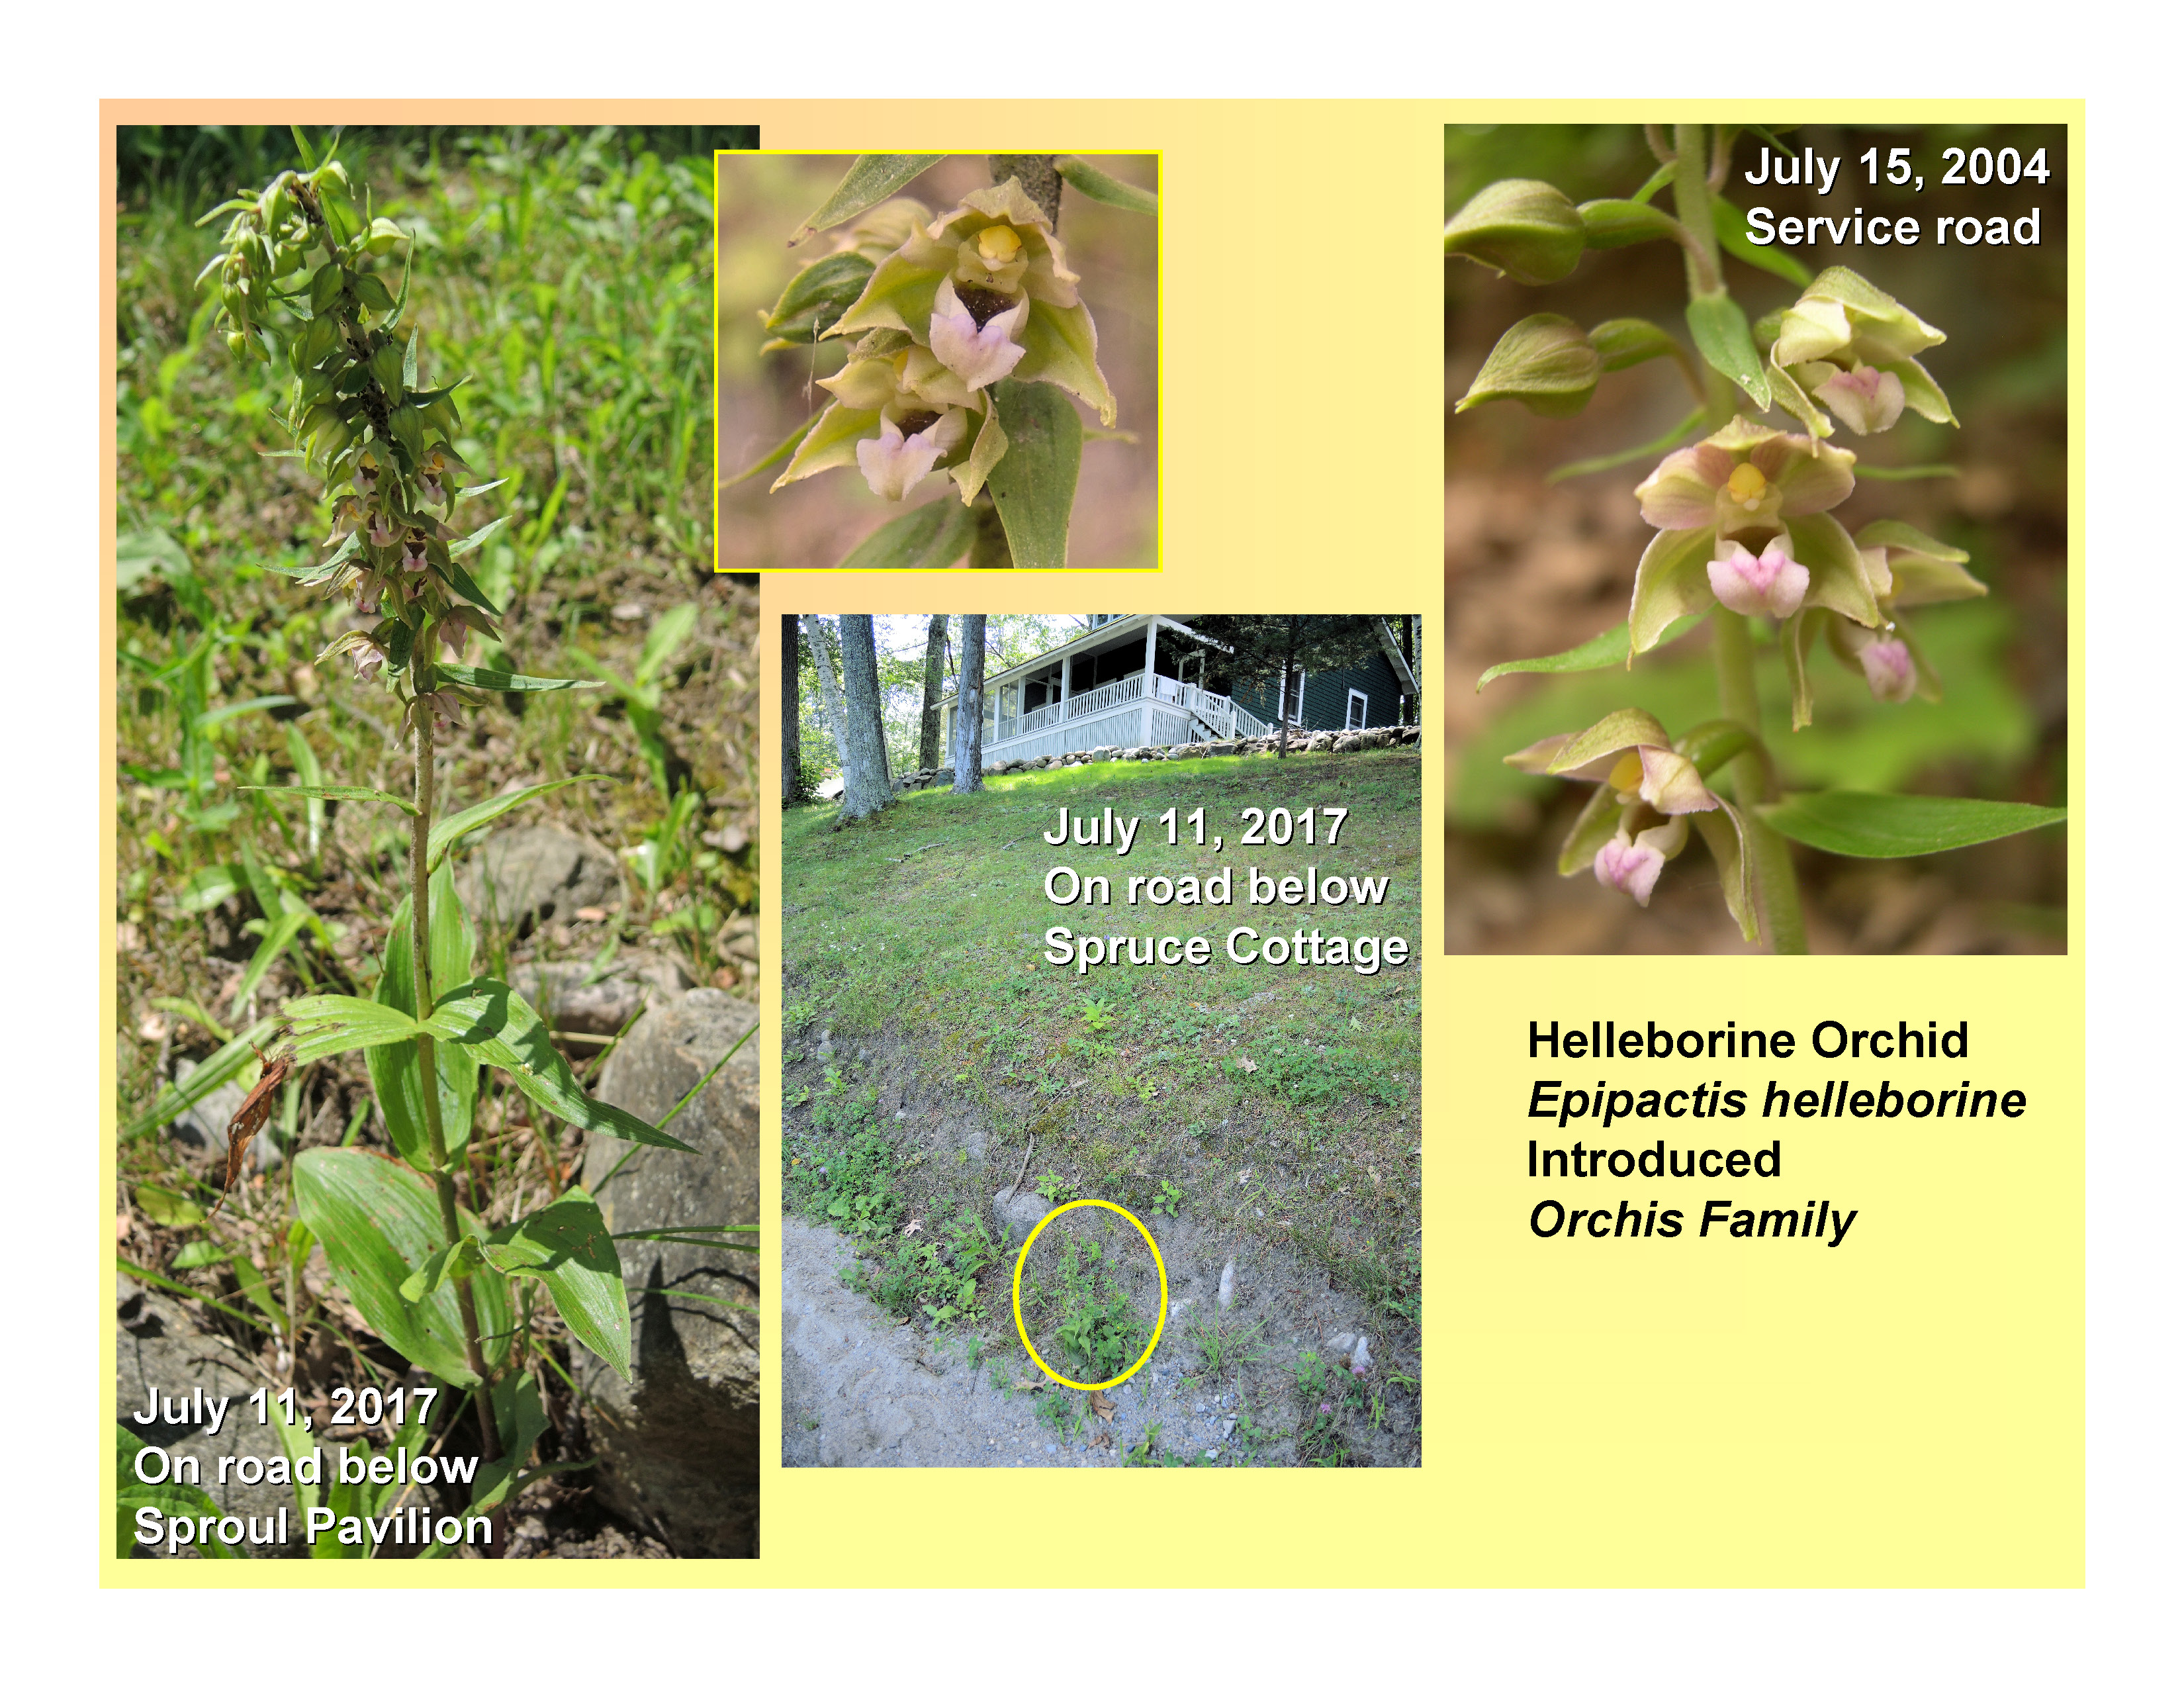 July 11, 2017
On road below
Sproul Pavilion
July 11, 2017
On road below
Spruce Cottage
July 15, 2004
Service road
Helleborine Orchid
Epipactis helleborine
Introduced
Orchis Family